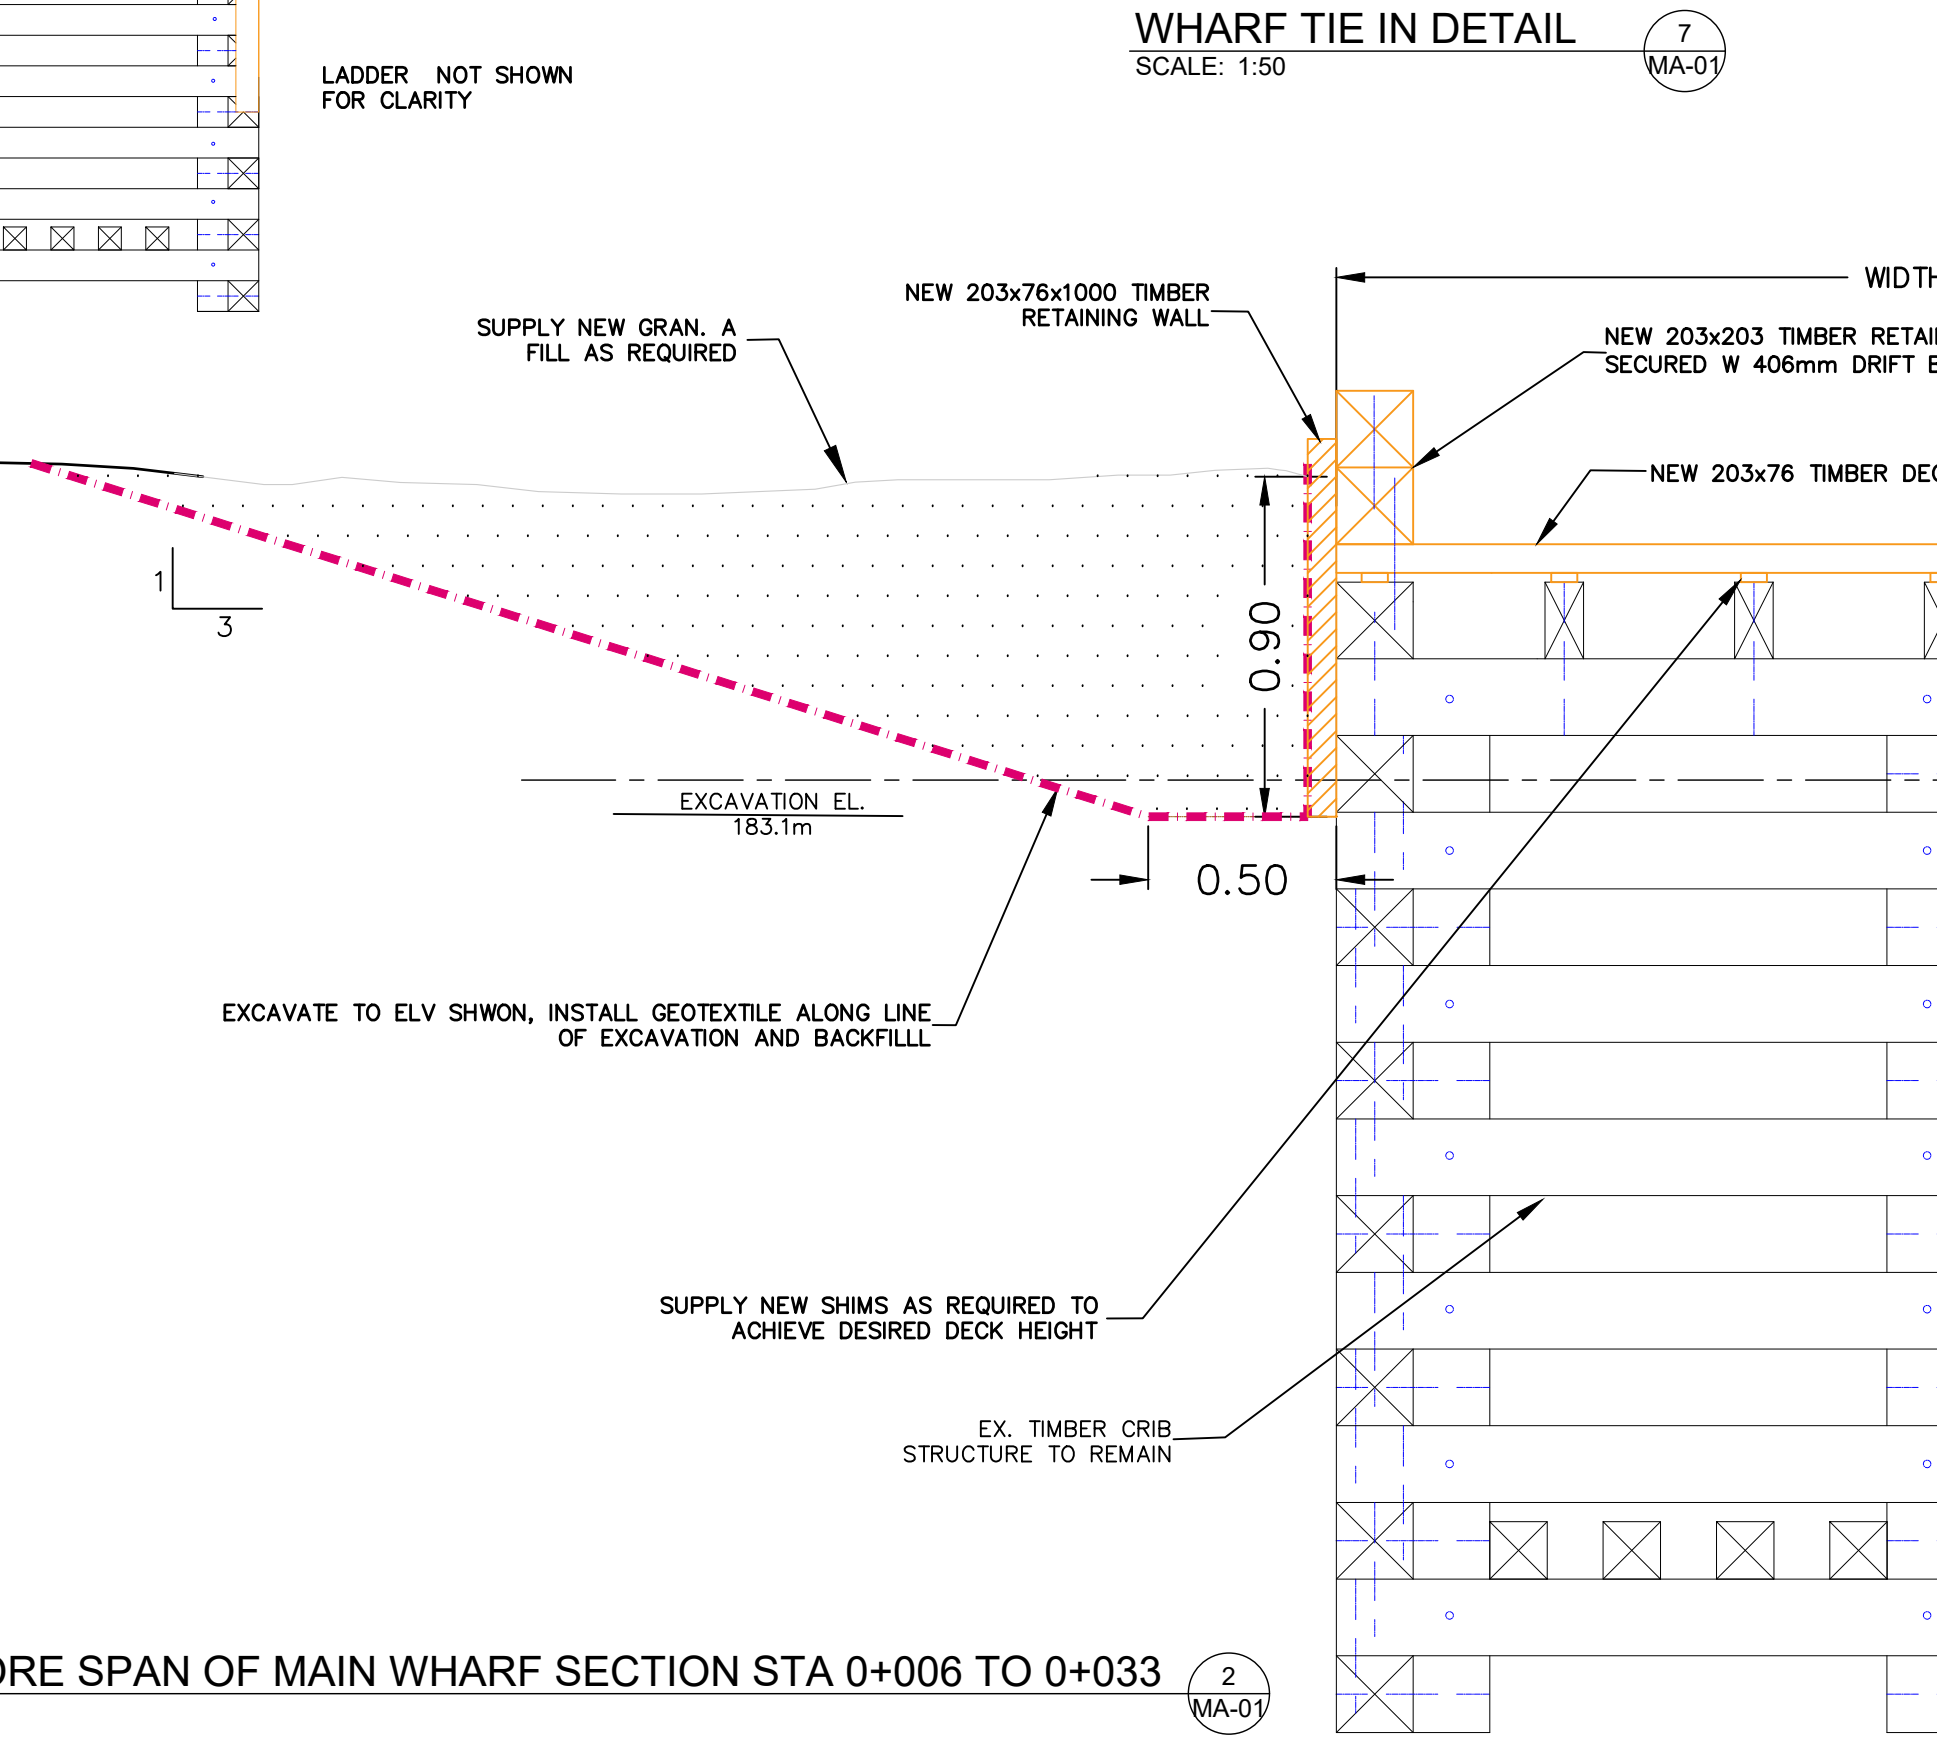 WHARF TIE IN DETAIL
SCALE: 1:50
7
MA-01
LADDER NOT SHOWN
FOR CLARITY
WIDTH
NEW 203x76x1000 TIMBER
RETAINING WALL
SUPPLY NEW GRAN. A
FILL AS REQUIRED
NEW 203x203 TIMBER
SECURED W 406mm DRIFT
NEW 203x76 TIMBER
1
3
0.90
EXCAVATION EL.
183.1m
0.50
EXCAVATE TO ELV SHWON, INSTALL GEOTEXTILE ALONG LINE
OF EXCAVATION AND BACKFILLL
SUPPLY NEW SHIMS AS REQUIRED TO
ACHIEVE DESIRED DECK HEIGHT
EX. TIMBER CRIB
STRUCTURE TO REMAIN
SPAN OF MAIN WHARF SECTION STA 0+006 TO 0+033
2
MA-01